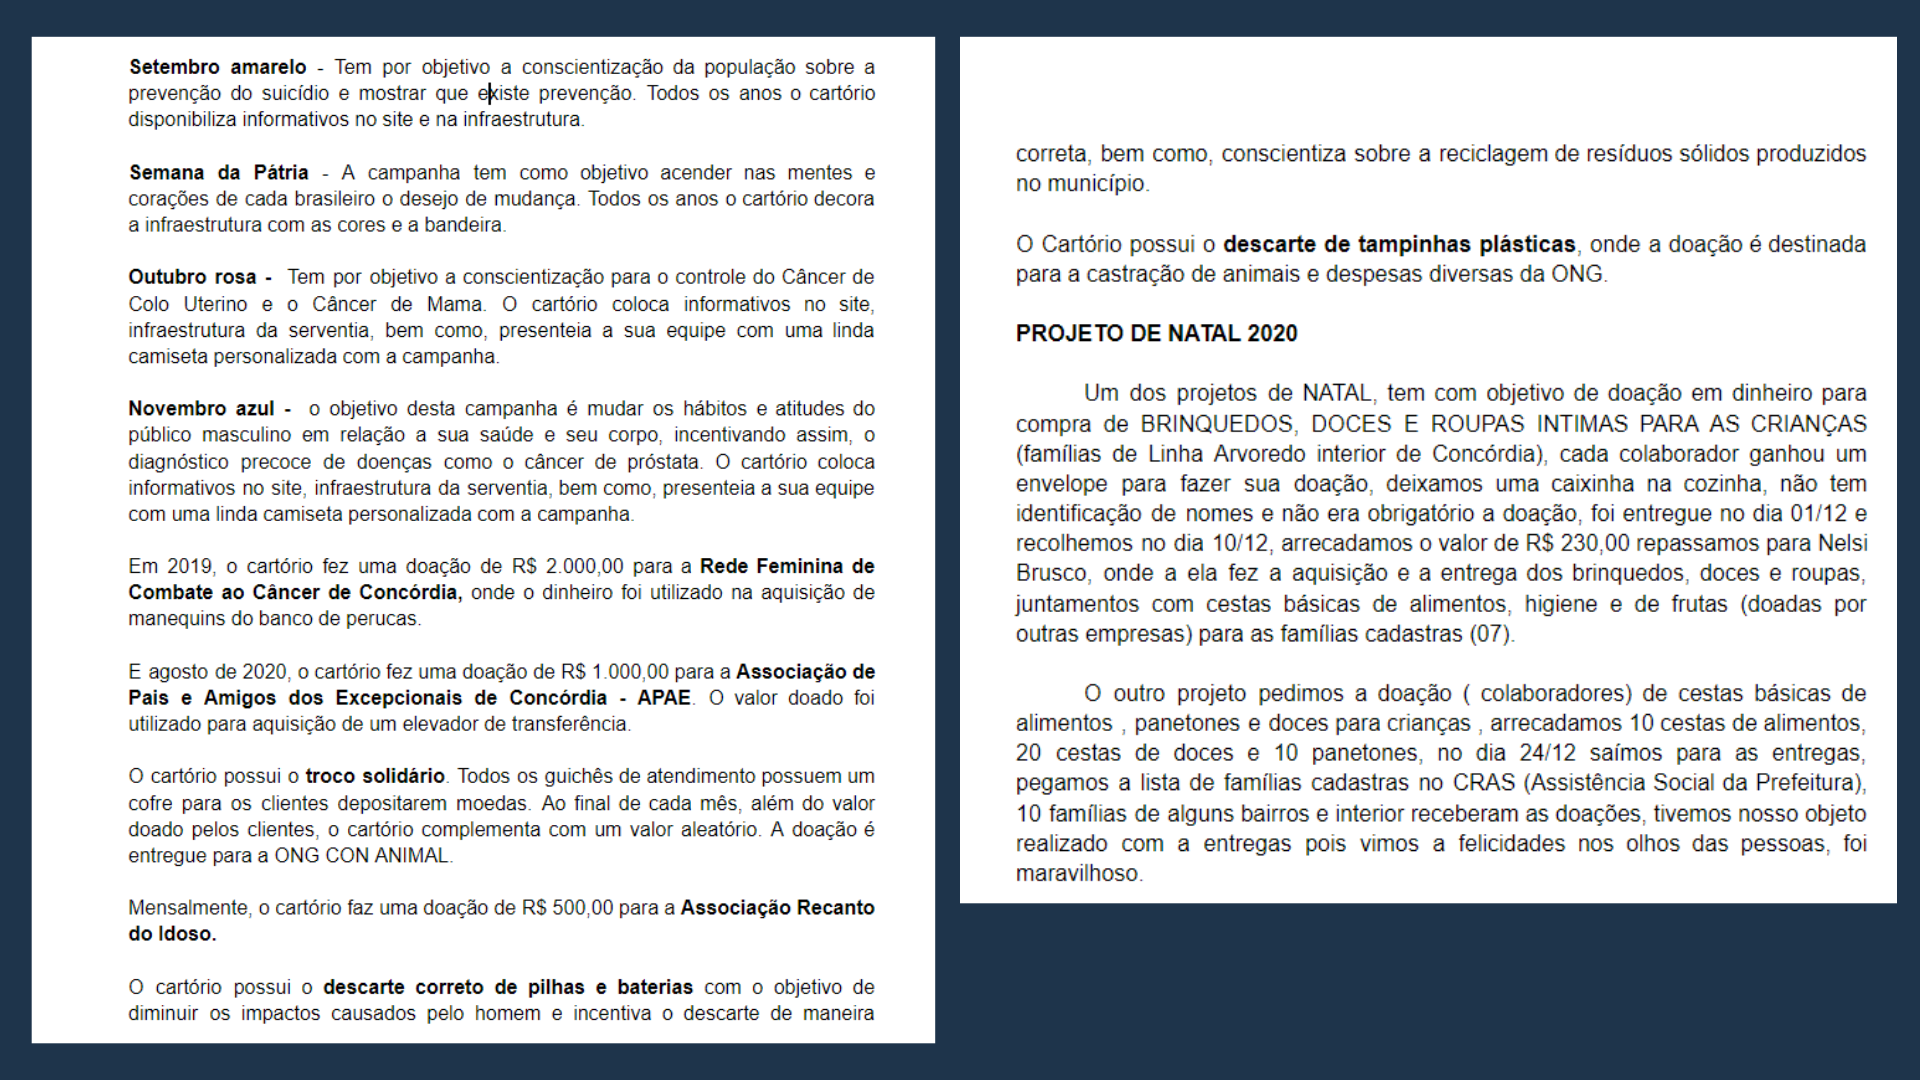 Setembro amarelo - Tem por objetivo a conscientização da população sobre a
prevenção do suicídio e mostrar que existe prevenção. Todos os anos o cartório
disponibiliza informativos no site e na infraestrutura.
Semana da Pátria - A campanha tem como objetivo acender nas mentes e
corações de cada brasileiro o desejo de mudança. Todos os anos o cartório decora
a infraestrutura com as cores e a bandeira.
Outubro rosa - Tem por objetivo a conscientização para o controle do Câncer de
Colo Uterino e o Câncer de Mama. O cartório coloca informativos no site,
infraestrutura da serventia, bem como, presenteia a sua equipe com uma linda
camiseta personalizada com a campanha.
Novembro azul - o objetivo desta campanha é mudar os hábitos e atitudes do
público masculino em relação a sua saúde e seu corpo, incentivando assim, o
diagnóstico precoce de doenças como o câncer de próstata. O cartório coloca
informativos no site, infraestrutura da serventia, bem como, presenteia a sua equipe
com uma linda camiseta personalizada com a campanha.
Em 2019, o cartório fez uma doação de R$ 2.000,00 para a Rede Feminina de
Combate ao Câncer de Concórdia, onde o dinheiro foi utilizado na aquisição de
manequins do banco de perucas.
E agosto de 2020, o cartório fez uma doação de R$ 1.000,00 para a Associação de
Pais e Amigos dos Excepcionais de Concórdia - APAE. O valor doado foi
utilizado para aquisição de um elevador de transferência.
O cartório possui o troco solidário. Todos os guichês de atendimento possuem um
cofre para os clientes depositarem moedas. Ao final de cada mês, além do valor
doado pelos clientes, o cartório complementa com um valor aleatório. A doação é
entregue para a ONG CON ANIMAL.
Mensalmente, o cartório faz uma doação de R$ 500,00 para a Associação Recanto
do Idoso.
O cartório possui o descarte correto de pilhas e baterias com o objetivo de
diminuir os impactos causados pelo homem e incentiva o descarte de maneira
correta, bem como, conscientiza sobre a reciclagem de resíduos sólidos produzidos
no município.
O Cartório possui o descarte de tampinhas plásticas, onde a doação é destinada
para a castração de animais e despesas diversas da ONG.
PROJETO DE NATAL 2020
Um dos projetos de NATAL, tem com objetivo de doação em dinheiro para
compra de BRINQUEDOS, DOCES E ROUPAS INTIMAS PARA AS CRIANÇAS
(famílias de Linha Arvoredo interior de Concórdia), cada colaborador ganhou um
envelope para fazer sua doação, deixamos uma caixinha na cozinha, não tem
identificação de nomes e não era obrigatório a doação, foi entregue no dia 01/12 e
recolhemos no dia 10/12, arrecadamos o valor de R$ 230,00 repassamos para Nelsi
Brusco, onde a ela fez a aquisição e a entrega dos brinquedos, doces e roupas,
juntamentos com cestas básicas de alimentos, higiene e de frutas (doadas por
outras empresas) para as famílias cadastras (07).
O outro projeto pedimos a doação ( colaboradores) de cestas básicas de
alimentos , panetones e doces para crianças , arrecadamos 10 cestas de alimentos,
20 cestas de doces e 10 panetones, no dia 24/12 saímos para as entregas,
pegamos a lista de famílias cadastras no CRAS (Assistência Social da Prefeitura),
10 famílias de alguns bairros e interior receberam as doações, tivemos nosso objeto
realizado com a entregas pois vimos a felicidades nos olhos das pessoas, foi
maravilhoso.